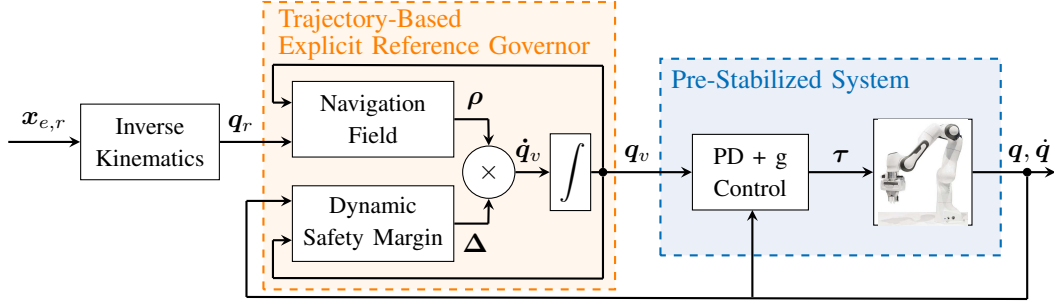 Trajectory-Based
Explicit Reference Governor
Pre-Stabilized System
x_{e,r}
Inverse
Kinematics
q_r
Navigation
Field
ρ
×
q̇_v
∫
q_v
PD + g
Control
τ
q, q̇
Dynamic
Safety Margin
Δ